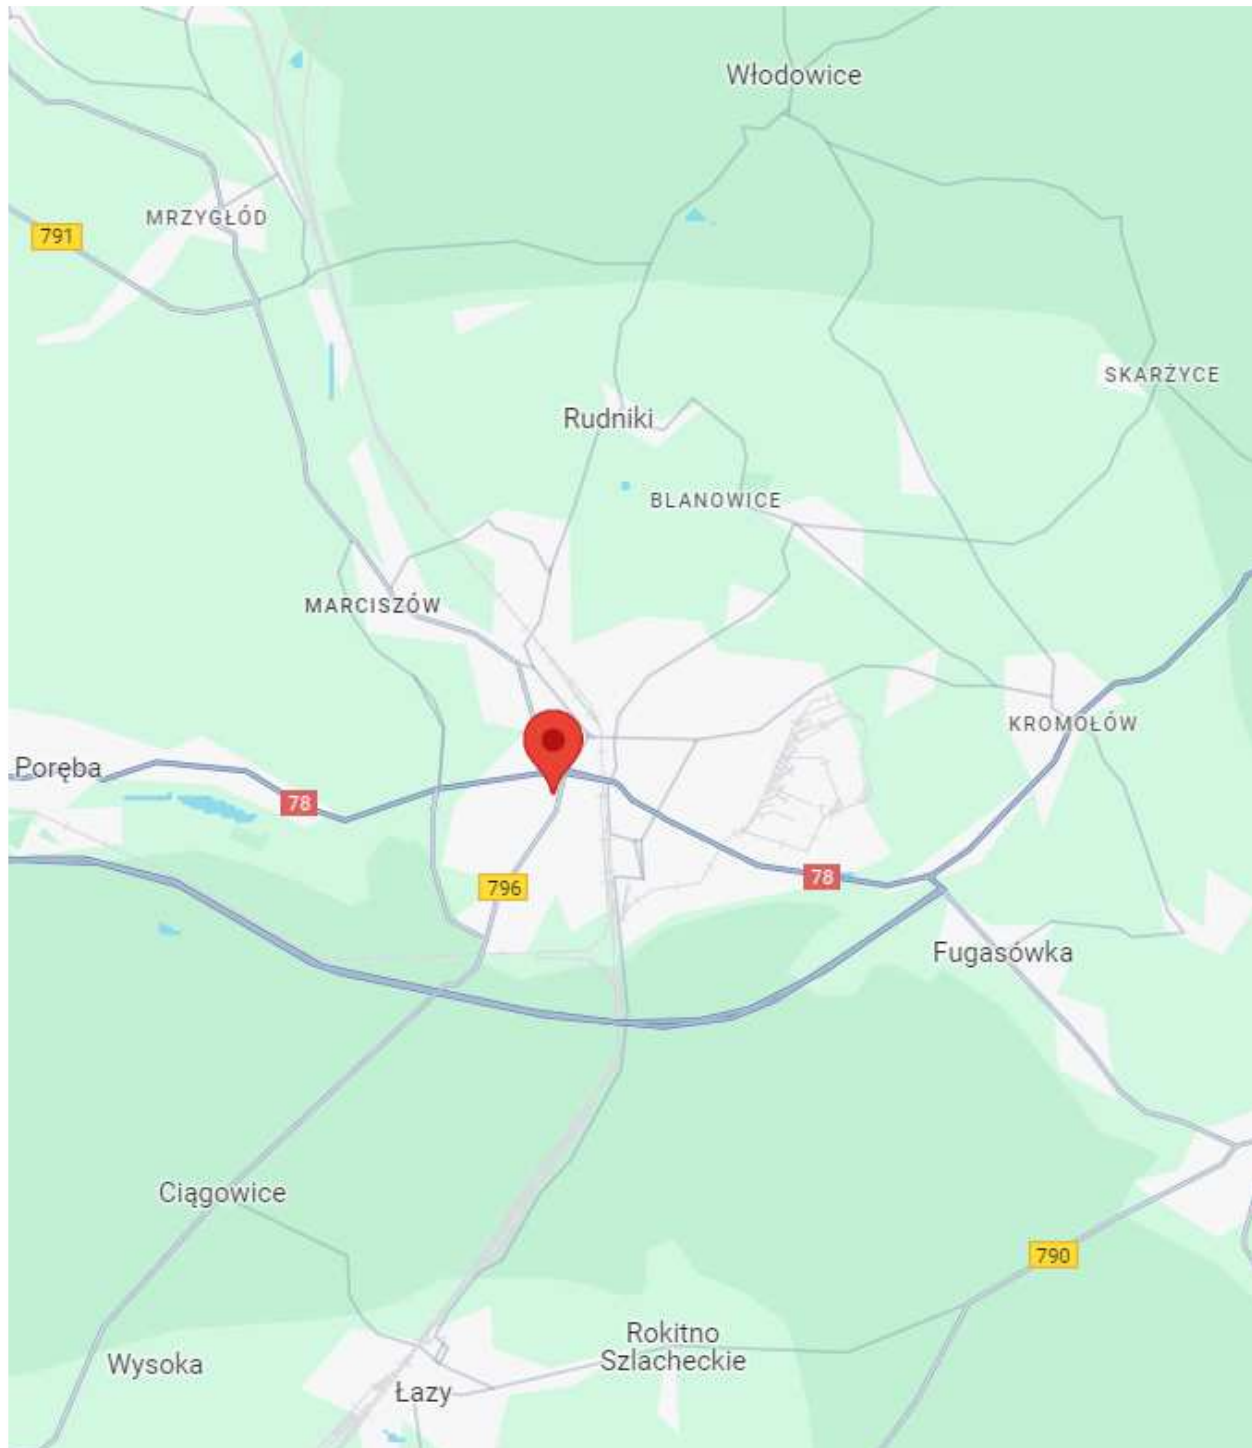 Włodowice
MRZYGŁÓD
791
SKARŻYCE
Rudniki
BLANOWICE
MARCISZÓW
KROMOŁÓW
Poręba
78
78
796
Fugasówka
Ciągowice
790
Rokitno
Szlacheckie
Wysoka
Łazy